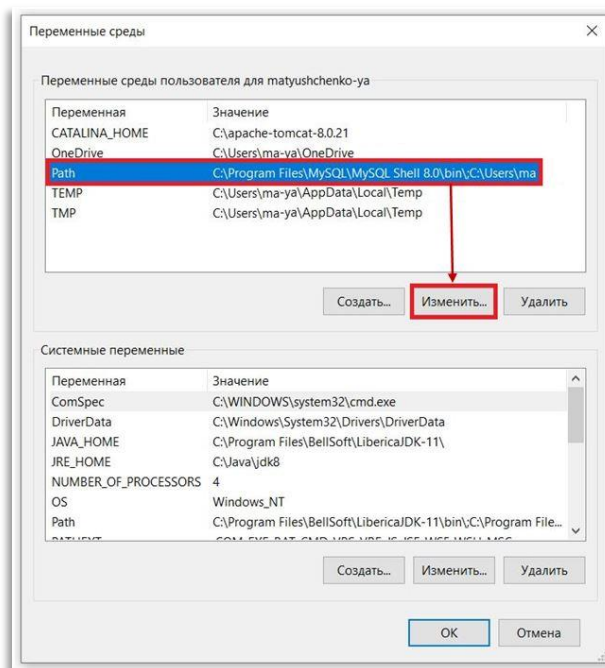 Переменные среды
Переменные среды пользователя для matyushchenko-ya
Переменная Значение
CATALINA_HOME C:\apache-tomcat-8.0.21
OneDrive C:\Users\ma-ya\OneDrive
Path C:\Program Files\MySQL\MySQL Shell 8.0\bin\;C:\Users\ma
TEMP C:\Users\ma-ya\AppData\Local\Temp
TMP C:\Users\ma-ya\AppData\Local\Temp
Создать... Изменить... Удалить
Системные переменные
Переменная Значение
ComSpec C:\WINDOWS\system32\cmd.exe
DriverData C:\Windows\System32\Drivers\DriverData
JAVA_HOME C:\Program Files\BellSoft\LibericaJDK-11\
JRE_HOME C:\Java\jdk8
NUMBER_OF_PROCESSORS 4
OS Windows_NT
Path C:\Program Files\BellSoft\LibericaJDK-11\bin\;C:\Program File...
Создать... Изменить... Удалить
OK Отмена